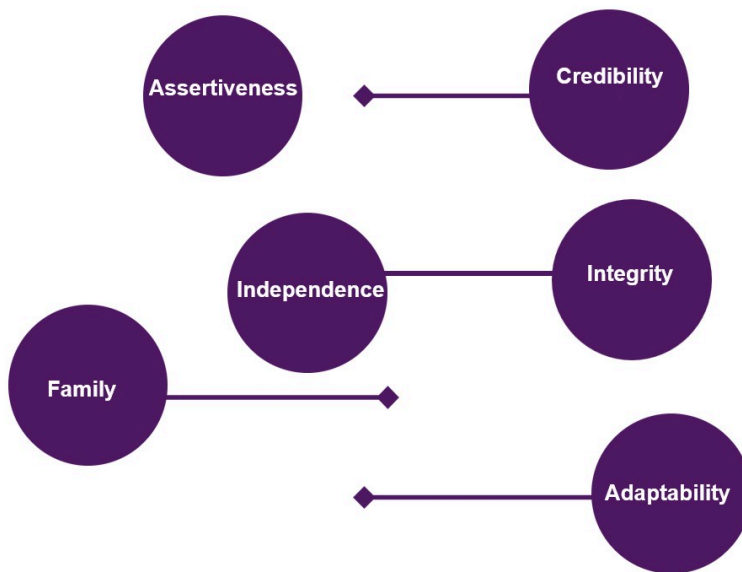 Assertiveness
Credibility
Independence
Integrity
Family
Adaptability